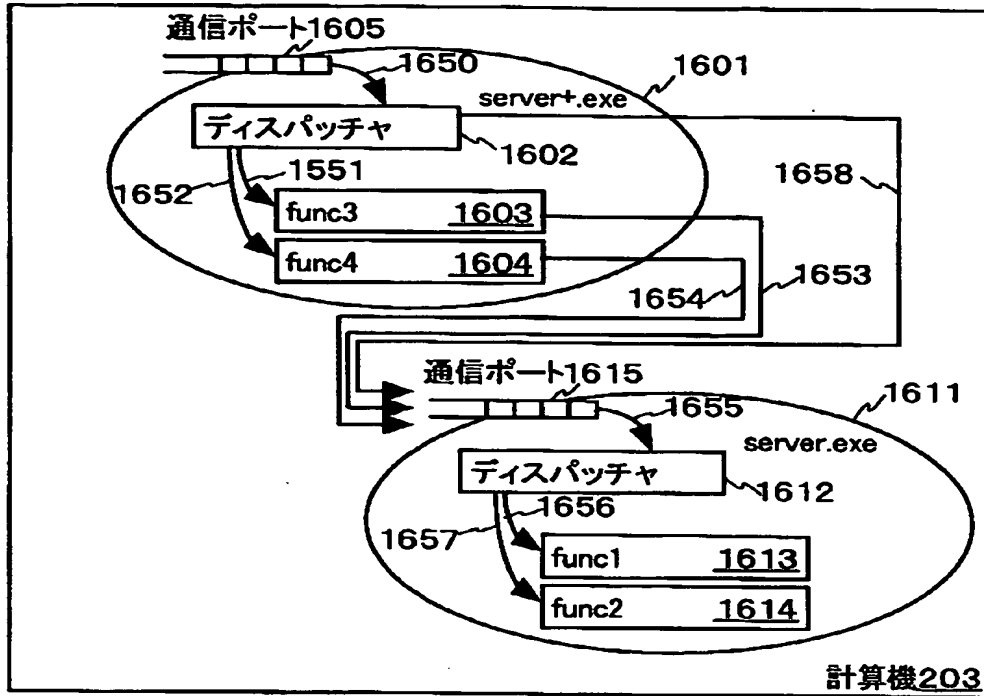 通信ポート1605
1650
1601
server+.exe
ディスパッチャ
1602
1658
1652
1551
func3 1603
func4 1604
1653
1654
通信ポート1615
1611
1655
server.exe
ディスパッチャ
1612
1656
1657
func1 1613
func2 1614
計算機203